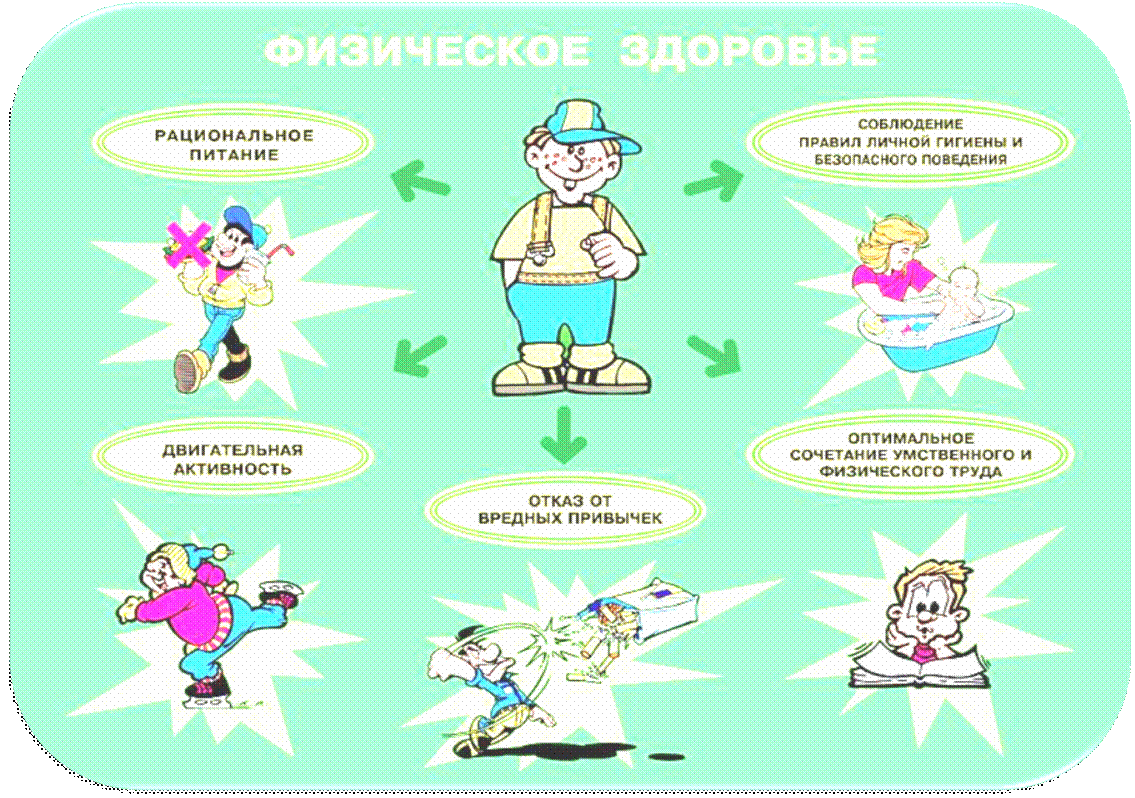 ФИЗИЧЕСКОЕ ЗДОРОВЬЕ
РАЦИОНАЛЬНОЕ
ПИТАНИЕ
СОБЛЮДЕНИЕ
ПРАВИЛ ЛИЧНОЙ ГИГИЕНЫ И
БЕЗОПАСНОГО ПОВЕДЕНИЯ
ДВИГАТЕЛЬНАЯ
АКТИВНОСТЬ
ОТКАЗ ОТ
ВРЕДНЫХ ПРИВЫЧЕК
ОПТИМАЛЬНОЕ
СОЧЕТАНИЕ УМСТВЕННОГО И
ФИЗИЧЕСКОГО ТРУДА